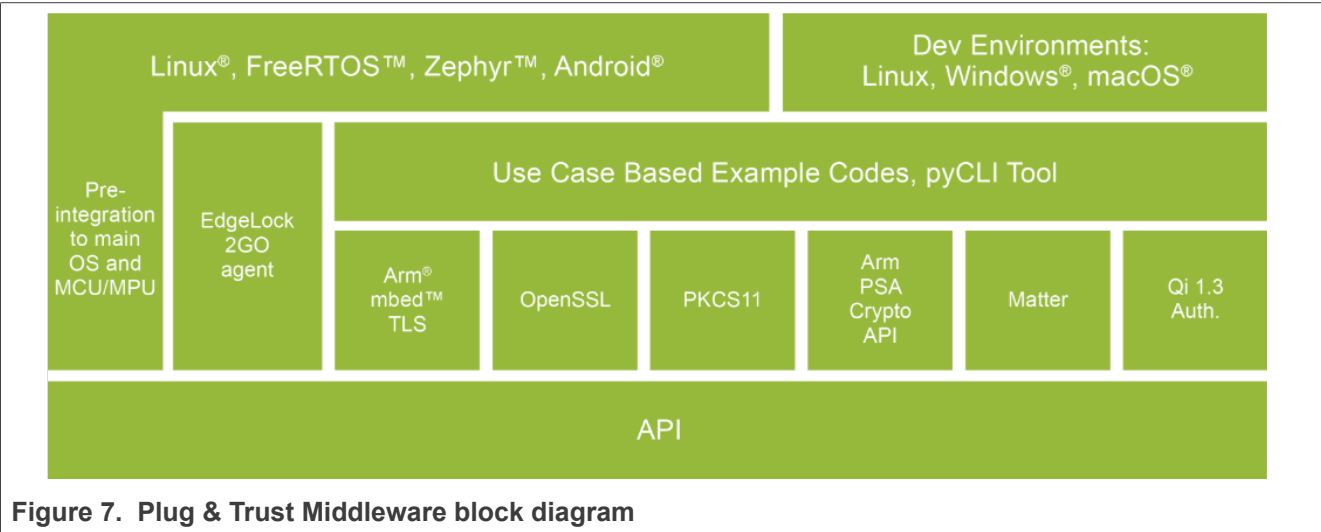 Linux®, FreeRTOS™, Zephyr™, Android®
Dev Environments:
Linux, Windows®, macOS®
Pre-
integration
to main
OS and
MCU/MPU
EdgeLock
2GO
agent
Use Case Based Example Codes, pyCLI Tool
Arm®
mbed™
TLS
OpenSSL
PKCS11
Arm
PSA
Crypto
API
Matter
Qi 1.3
Auth.
API
Figure 7. Plug & Trust Middleware block diagram